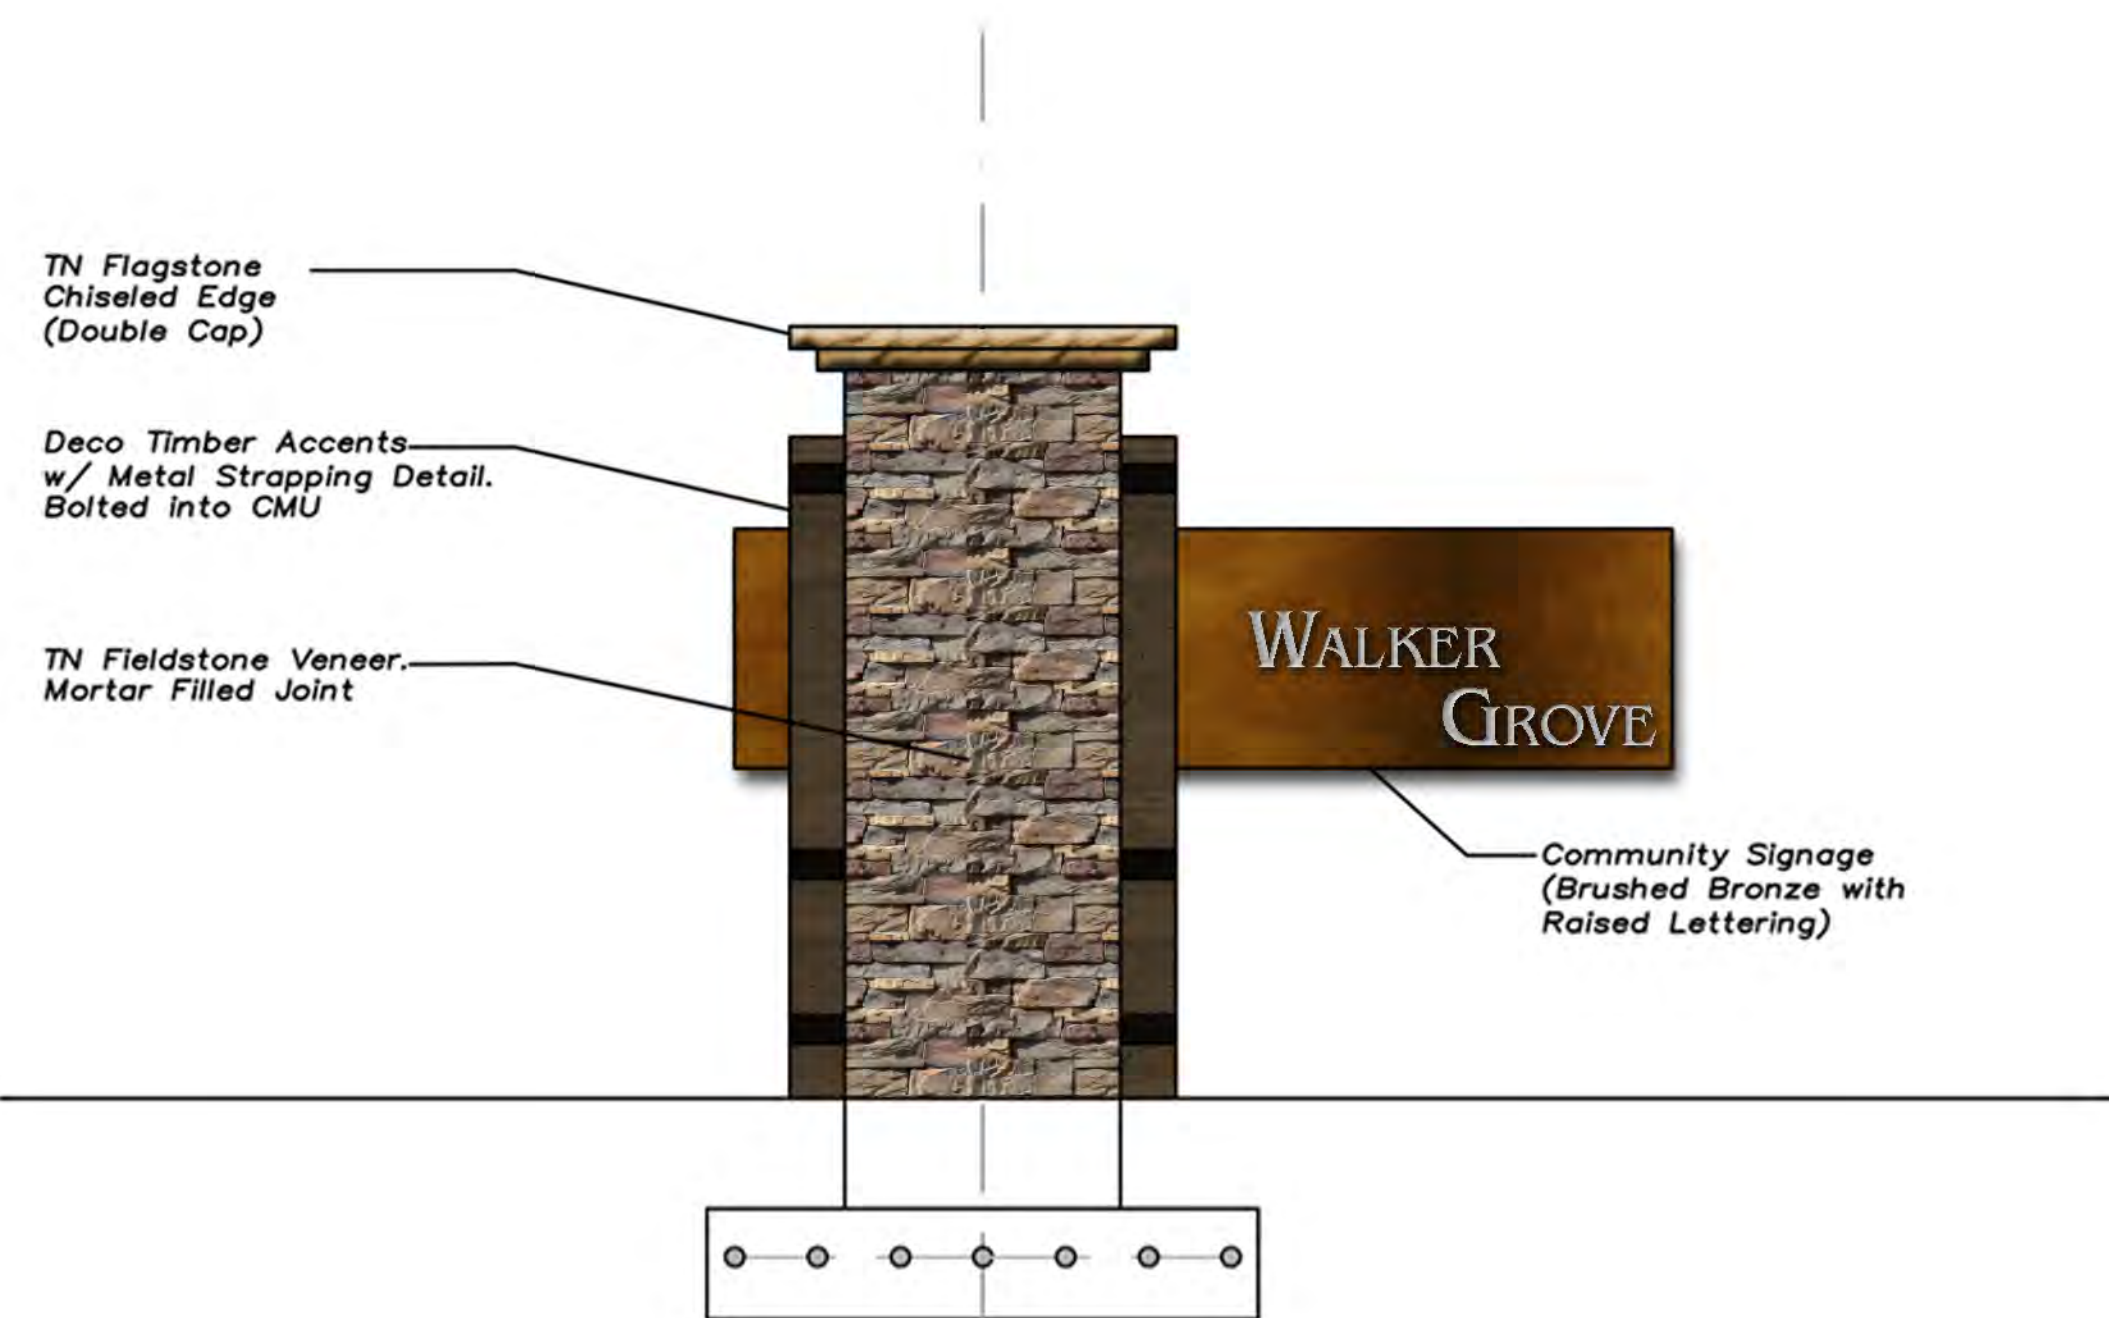 TN Flagstone
Chiseled Edge
(Double Cap)
Deco Timber Accents
w/ Metal Strapping Detail.
Bolted into CMU
TN Fieldstone Veneer.
Mortar Filled Joint
WALKER
GROVE
Community Signage
(Brushed Bronze with
Raised Lettering)